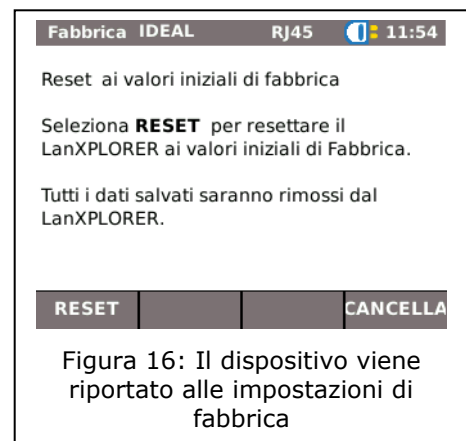 Fabbrica IDEAL RJ45 11:54
Reset ai valori iniziali di fabbrica
Seleziona RESET per resettare il
LanXPLORER ai valori iniziali di Fabbrica.
Tutti i dati salvati saranno rimossi dal
LanXPLORER.
RESET CANCELLA
Figura 16: Il dispositivo viene
riportato alle impostazioni di
fabbrica